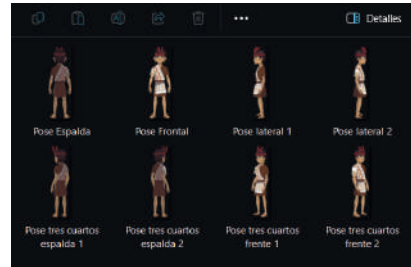 Detalles
Pose Espalda
Pose Frontal
Pose lateral 1
Pose lateral 2
Pose tres cuartos
espalda 1
Pose tres cuartos
espalda 2
Pose tres cuartos
frente 1
Pose tres cuartos
frente 2